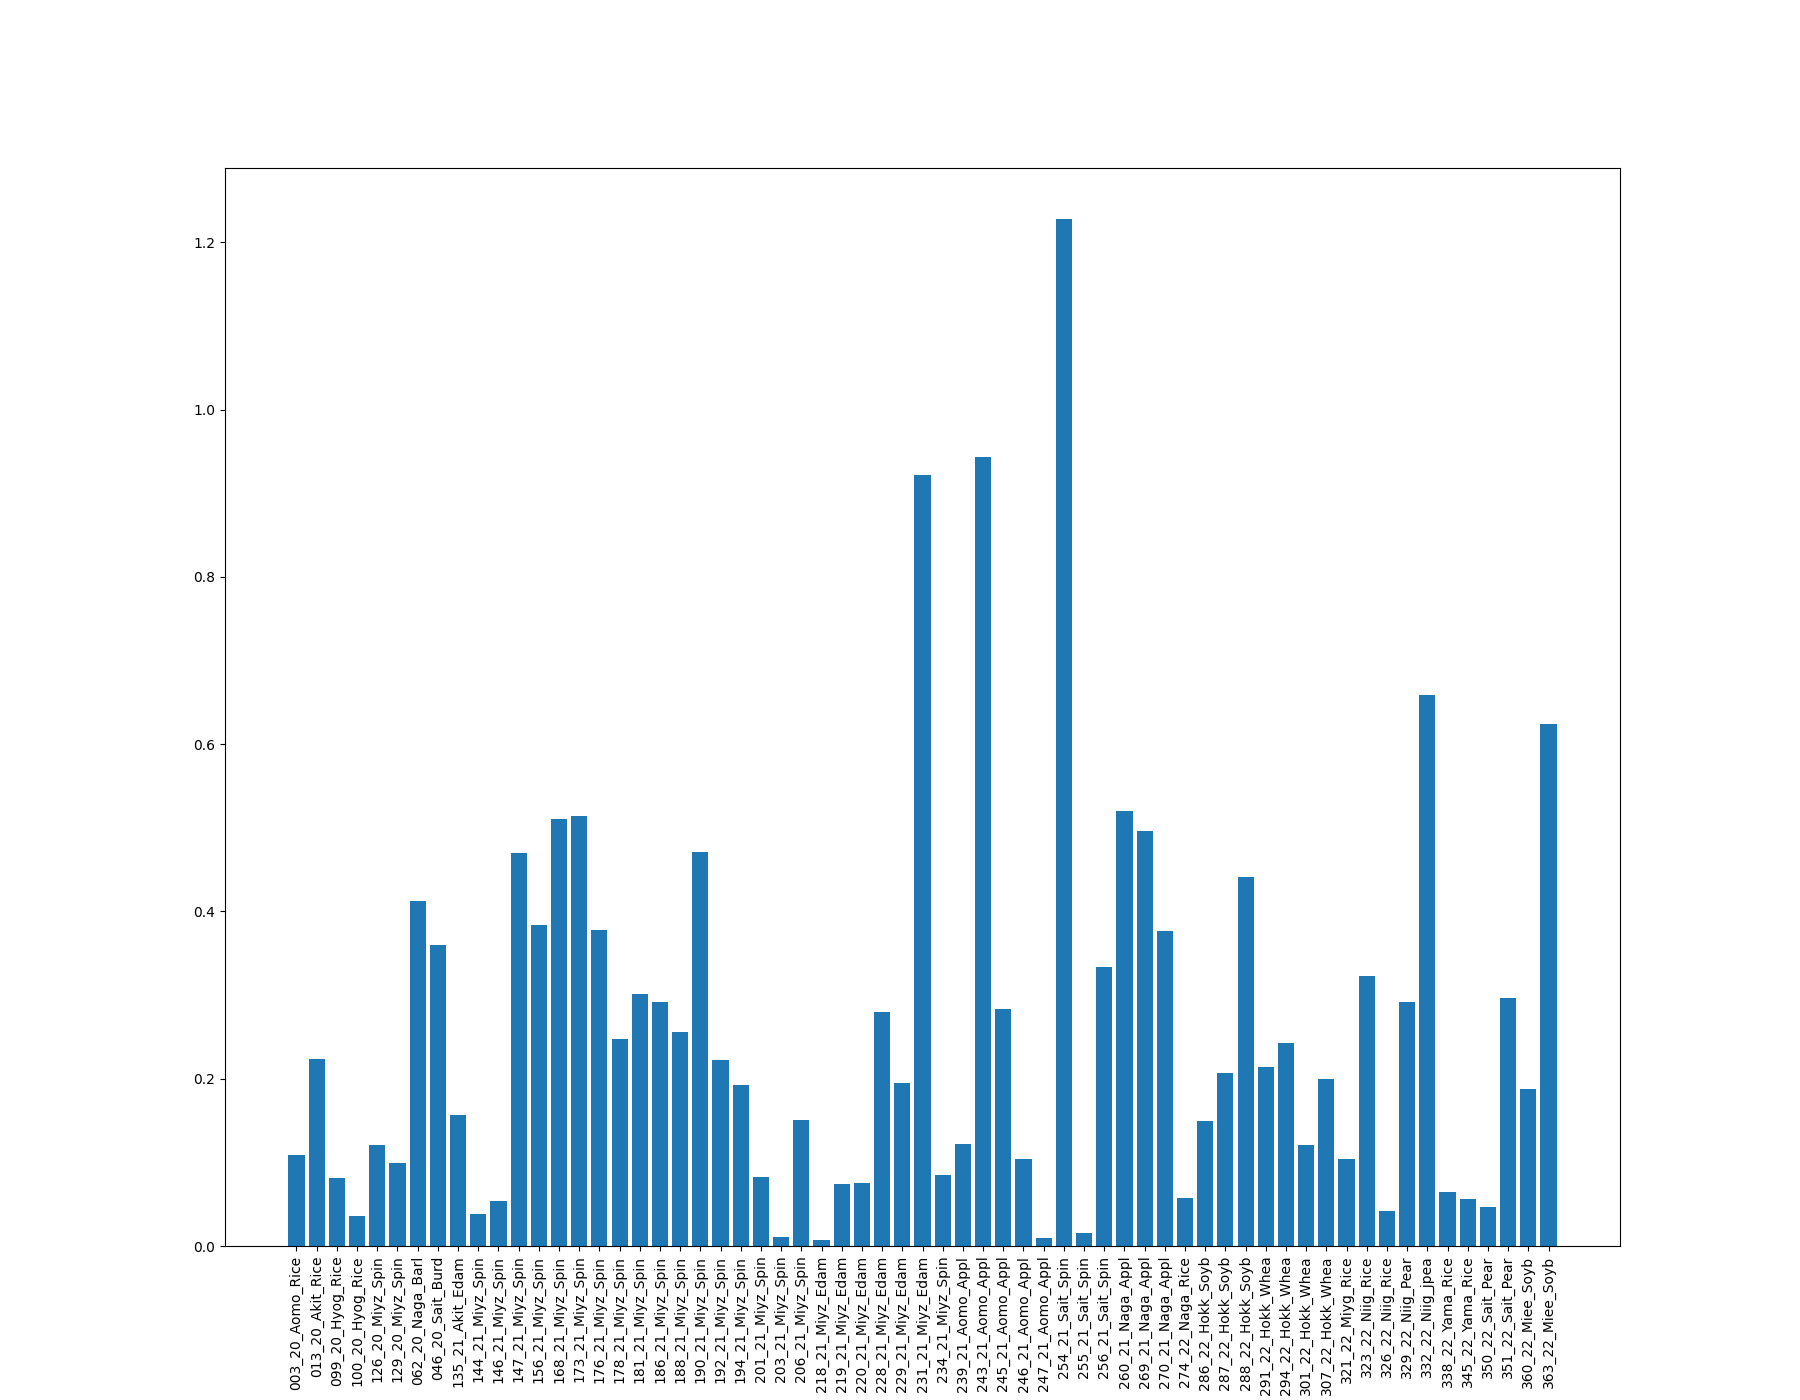 1.2
1.0
0.8
0.6
0.4
0.2
0.0
003_20_Aomo_Rice
013_20_Akit_Rice
099_20_Hyog_Rice
100_20_Hyog_Rice
126_20_Miyz_Spin
129_20_Miyz_Spin
062_20_Naga_Barl
046_20_Sait_Burd
135_21_Akit_Edam
144_21_Miyz_Spin
146_21_Miyz_Spin
147_21_Miyz_Spin
156_21_Miyz_Spin
168_21_Miyz_Spin
173_21_Miyz_Spin
176_21_Miyz_Spin
178_21_Miyz_Spin
181_21_Miyz_Spin
186_21_Miyz_Spin
188_21_Miyz_Spin
190_21_Miyz_Spin
192_21_Miyz_Spin
194_21_Miyz_Spin
201_21_Miyz_Spin
203_21_Miyz_Spin
206_21_Miyz_Spin
218_21_Miyz_Edam
219_21_Miyz_Edam
220_21_Miyz_Edam
228_21_Miyz_Edam
229_21_Miyz_Edam
231_21_Miyz_Edam
234_21_Miyz_Spin
239_21_Aomo_Appl
243_21_Aomo_Appl
245_21_Aomo_Appl
246_21_Aomo_Appl
247_21_Aomo_Appl
254_21_Sait_Spin
255_21_Sait_Spin
256_21_Sait_Spin
260_21_Naga_Appl
269_21_Naga_Appl
270_21_Naga_Appl
274_22_Naga_Rice
286_22_Hokk_Soyb
287_22_Hokk_Soyb
288_22_Hokk_Soyb
291_22_Hokk_Whea
294_22_Hokk_Whea
301_22_Hokk_Whea
307_22_Hokk_Whea
321_22_Miyg_Rice
323_22_Niig_Rice
326_22_Niig_Rice
329_22_Niig_Pear
332_22_Niig_jpea
338_22_Yama_Rice
345_22_Yama_Rice
350_22_Sait_Pear
351_22_Sait_Pear
360_22_Miee_Soyb
363_22_Miee_Soyb